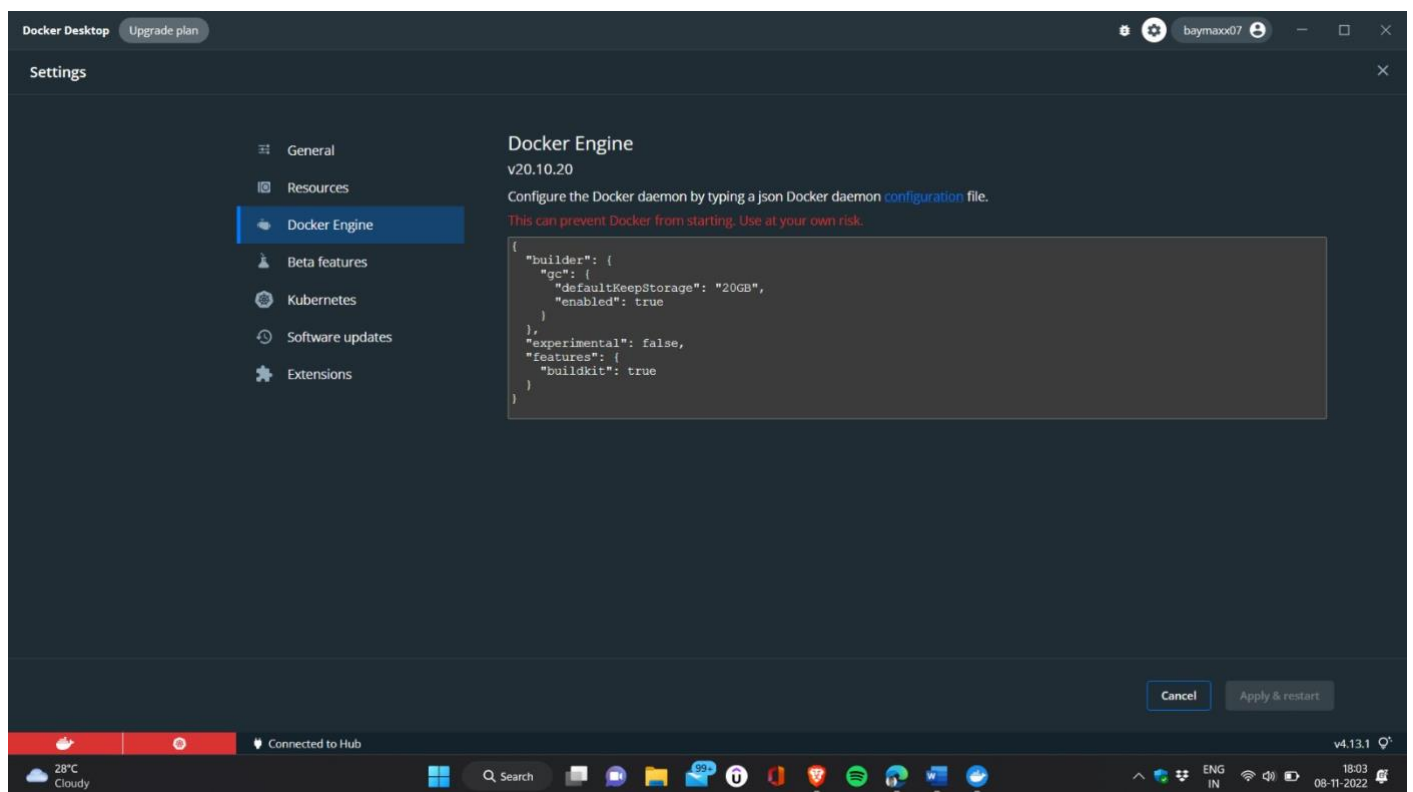 Docker Desktop Upgrade plan baymaxx07
Settings
General
Resources
Docker Engine
Beta features
Kubernetes
Software updates
Extensions
Docker Engine
v20.10.20
Configure the Docker daemon by typing a json Docker daemon configuration file.
This can prevent Docker from starting. Use at your own risk.
{
  "builder": {
    "gc": {
      "defaultKeepStorage": "20GB",
      "enabled": true
    }
  },
  "experimental": false,
  "features": {
    "buildkit": true
  }
}
Cancel Apply & restart
Connected to Hub v4.13.1
28°C
Cloudy
Search
99+
ENG
IN
18:03
08-11-2022